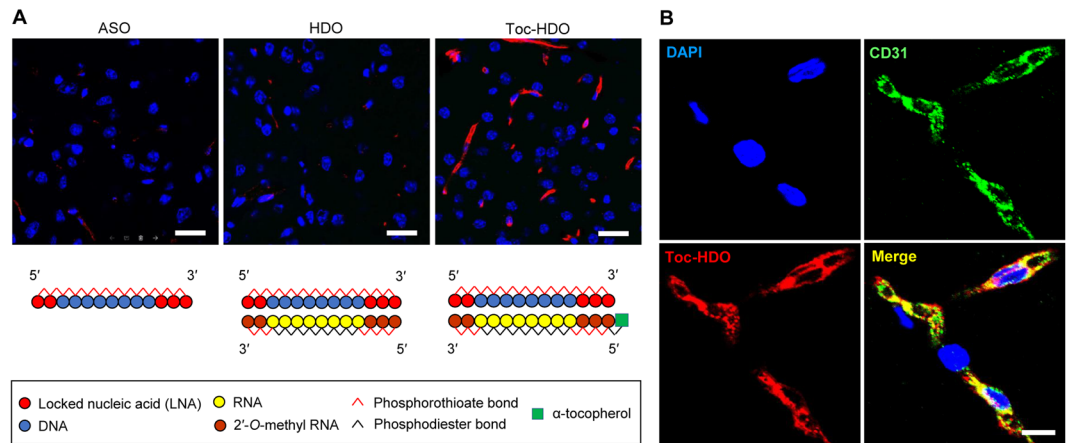 A
ASO
HDO
Toc-HDO
5′ 3′
5′ 3′
3′ 5′
5′ 3′
3′ 5′
Locked nucleic acid (LNA)
DNA
RNA
2′-O-methyl RNA
Phosphorothioate bond
Phosphodiester bond
α-tocopherol
B
DAPI
CD31
Toc-HDO
Merge